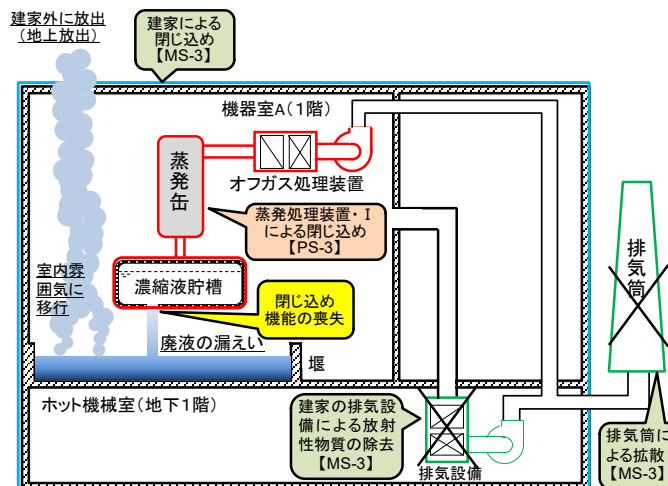 建家外に放出
（地上放出）
建家による
閉じ込め
【MS-3】
機器室A（1階）
蒸発缶
オフガス処理装置
蒸発処理装置・Ⅰ
による閉じ込め
【PS-3】
排気筒
室内雰
囲気に
移行
濃縮液貯槽
閉じ込め
機能の喪失
廃液の漏えい
堰
ホット機械室（地下1階）
建家の排気設
備による放射
性物質の除去
【MS-3】
排気設備
排気筒に
よる拡散
【MS-3】